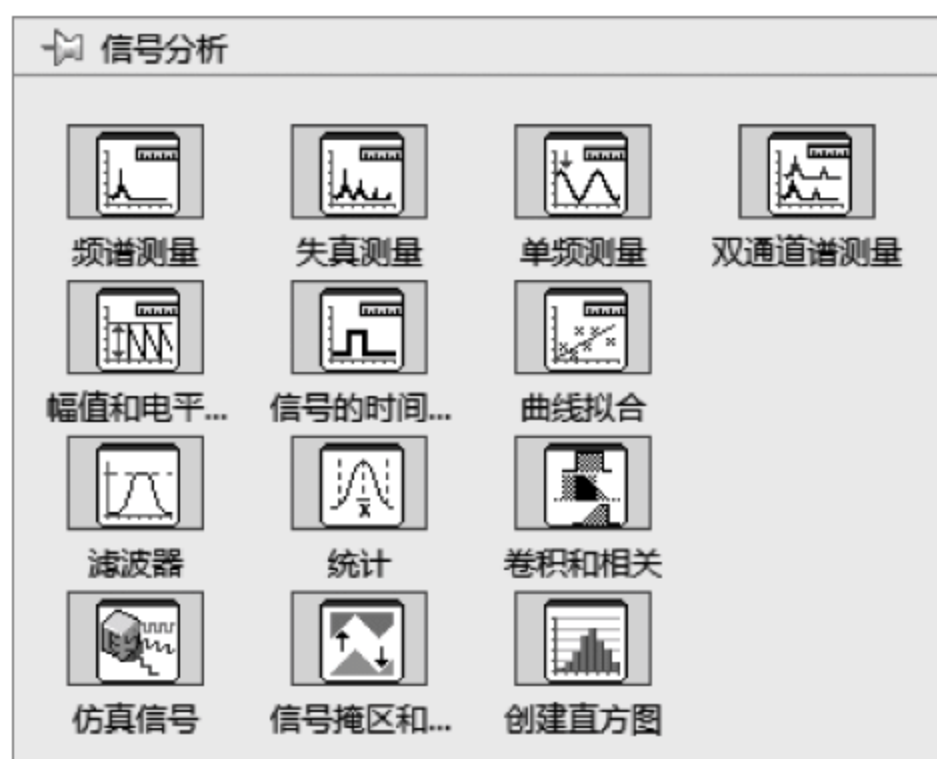 信号分析
频谱测量 失真测量 单频测量 双通道谱测量
幅值和电平... 信号的时间... 曲线拟合
滤波器 统计 卷积和相关
仿真信号 信号掩区和... 创建直方图